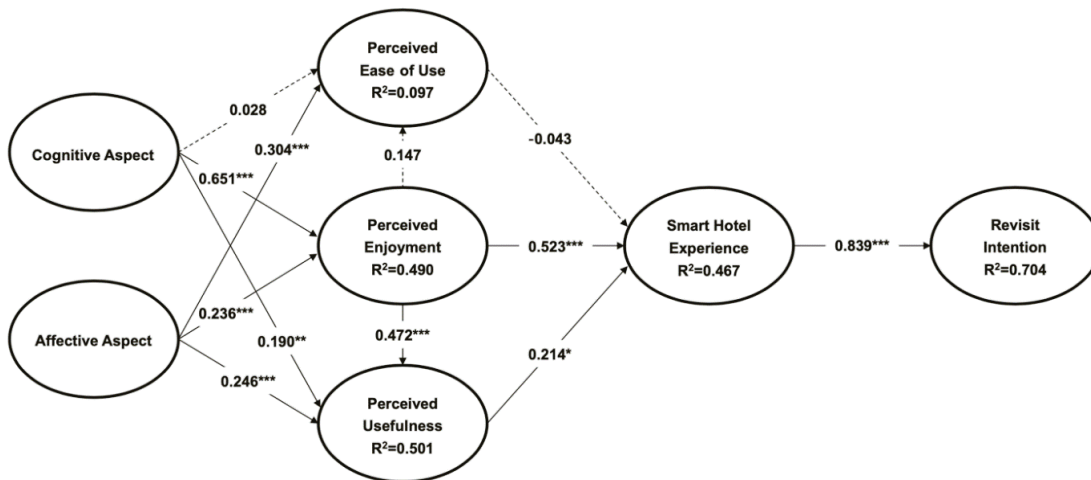 Perceived
Ease of Use
R²=0.097
0.028
-0.043
Cognitive Aspect
0.304***
0.147
0.651***
Perceived
Enjoyment
R²=0.490
0.523***
Smart Hotel
Experience
R²=0.467
0.839***
Revisit
Intention
R²=0.704
0.236***
Affective Aspect
0.190**
0.472***
0.246***
0.214*
Perceived
Usefulness
R²=0.501